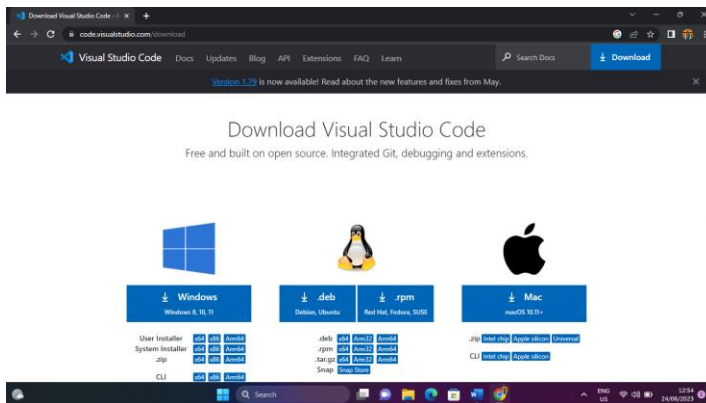 Download Visual Studio Code -
code.visualstudio.com/download
Visual Studio Code Docs Updates Blog API Extensions FAQ Learn Search Docs Download
Version 1.79 is now available! Read about the new features and fixes from May.
Download Visual Studio Code
Free and built on open source. Integrated Git, debugging and extensions.
Windows
Windows 8, 10, 11
.deb
Debian, Ubuntu
.rpm
Red Hat, Fedora, SUSE
Mac
macOS 10.11+
User Installer x64 x86 Arm64
System Installer x64 x86 Arm64
.zip x64 x86 Arm64
CLI x64 x86 Arm64
.deb x64 Arm32 Arm64
.rpm x64 Arm32 Arm64
.tar.gz x64 Arm32 Arm64
Snap Snap Store
.zip Intel chip Apple silicon Universal
CLI Intel chip Apple silicon
Search
ENG
US
12:54
24/06/2023